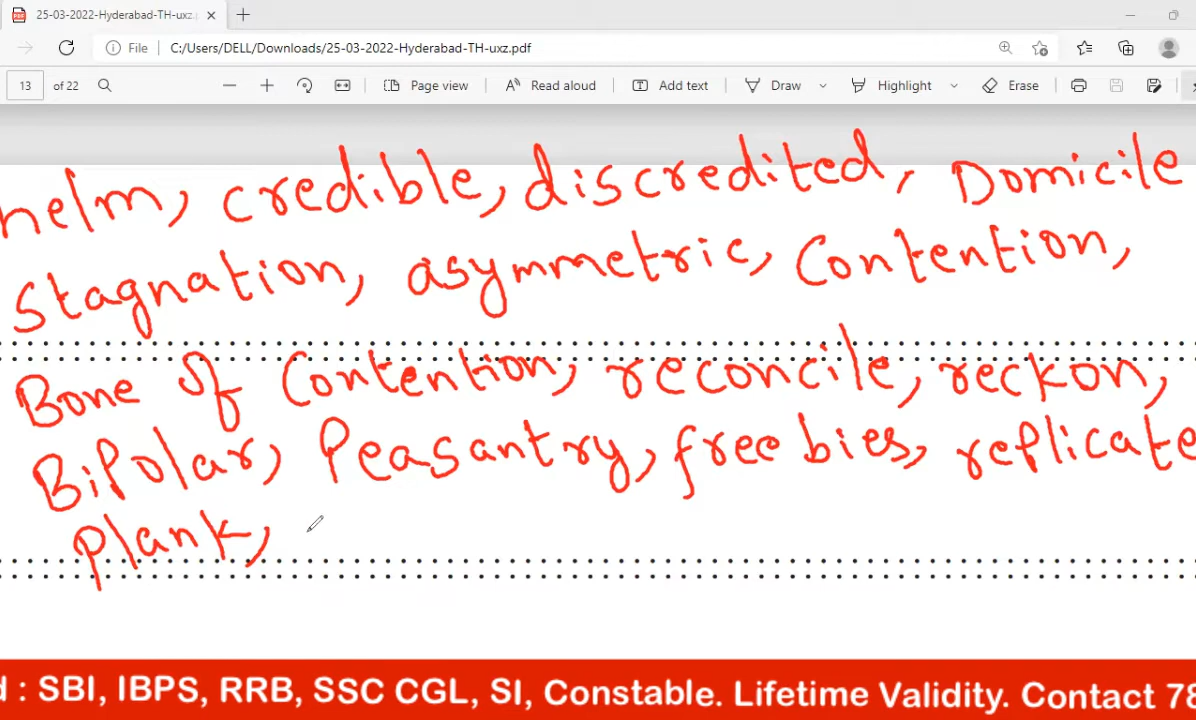 25-03-2022-Hyderabad-TH-uxz.
File C:/Users/DELL/Downloads/25-03-2022-Hyderabad-TH-uxz.pdf
13 of 22 Page view Read aloud Add text Draw Highlight Erase
helm, credible, discredited, Domicile
Stagnation, asymmetric, Contention,
Bone of Contention, reconcile, reckon,
Bipolar, Peasantry, freebies, replicate
Plank,
d : SBI, IBPS, RRB, SSC CGL, SI, Constable. Lifetime Validity. Contact 78